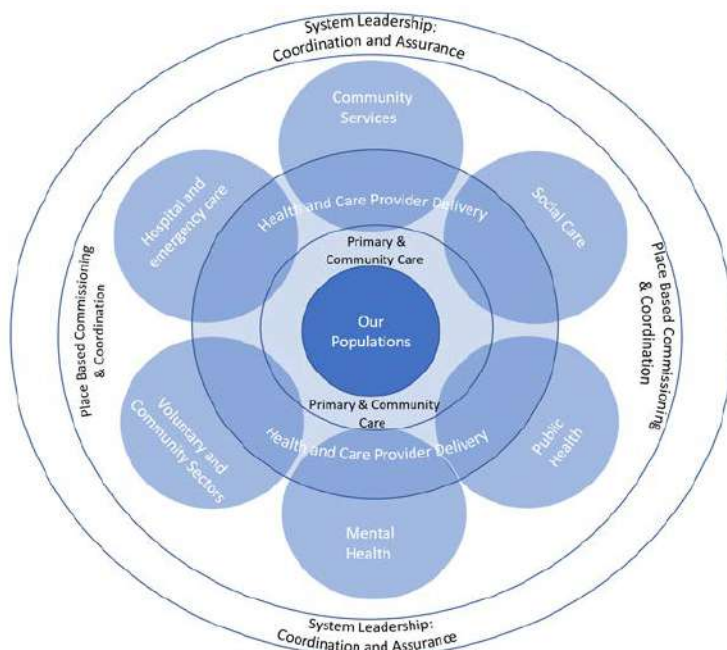 System Leadership:
Coordination and Assurance
Community
Services
Hospital and
emergency care
Health and Care Provider Delivery
Social Care
Primary &
Community Care
Place Based Commissioning
& Coordination
Our
Populations
Place Based Commissioning
& Coordination
Primary & Community
Care
Voluntary and
Community Sectors
Health and Care Provider Delivery
Public
Health
Mental
Health
System Leadership:
Coordination and Assurance